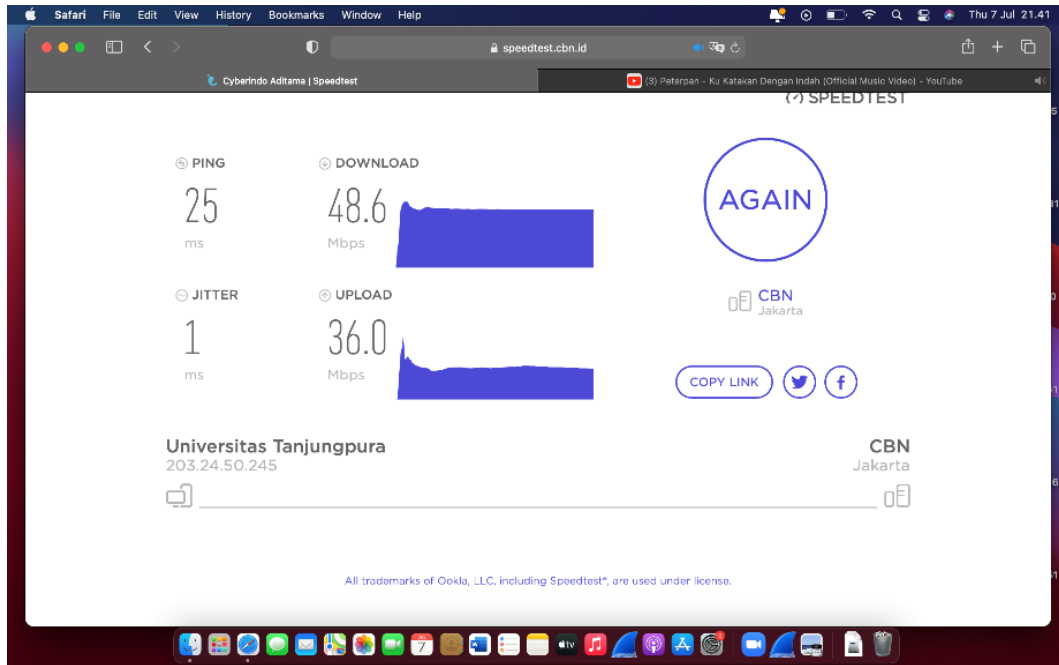 Safari File Edit View History Bookmarks Window Help Thu 7 Jul 21.41
speedtest.cbn.id
Cyberindo Aditama | Speedtest
(3) Peterpan - Ku Katakan Dengan Indah (Official Music Video) - YouTube
SPEEDTEST
PING
25
ms
DOWNLOAD
48.6
Mbps
AGAIN
JITTER
1
ms
UPLOAD
36.0
Mbps
CBN
Jakarta
COPY LINK
Universitas Tanjungpura
203.24.50.245
CBN
Jakarta
All trademarks of Ookla, LLC, including Speedtest®, are used under license.